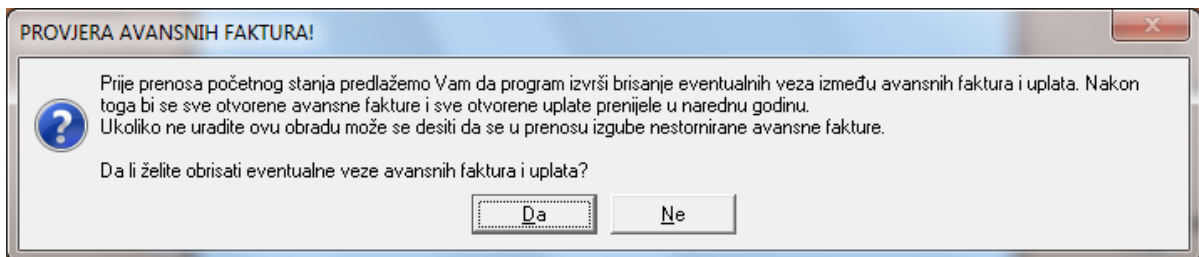 PROVJERA AVANSNIH FAKTURA!
Prije prenosa početnog stanja predlažemo Vam da program izvrši brisanje eventualnih veza između avansnih faktura i uplata. Nakon
toga bi se sve otvorene avansne fakture i sve otvorene uplate prenijele u narednu godinu.
Ukoliko ne uradite ovu obradu može se desiti da se u prenosu izgube nestornirane avansne fakture.
Da li želite obrisati eventualne veze avansnih faktura i uplata?
Da
Ne